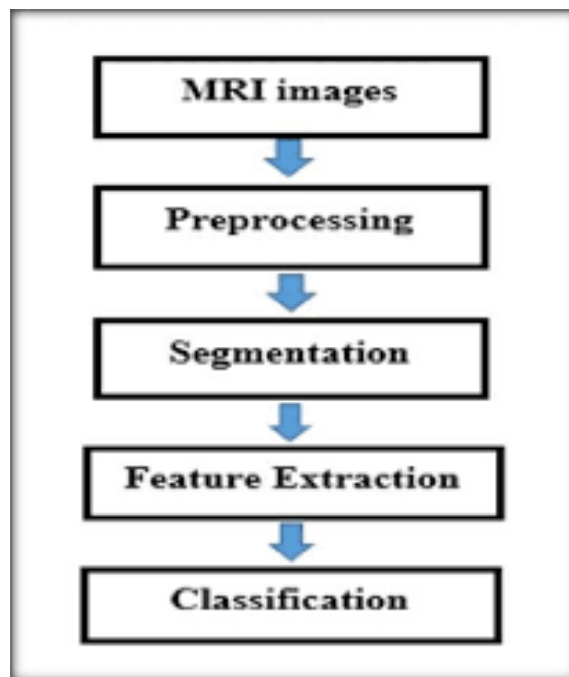 MRI images
Preprocessing
Segmentation
Feature Extraction
Classification